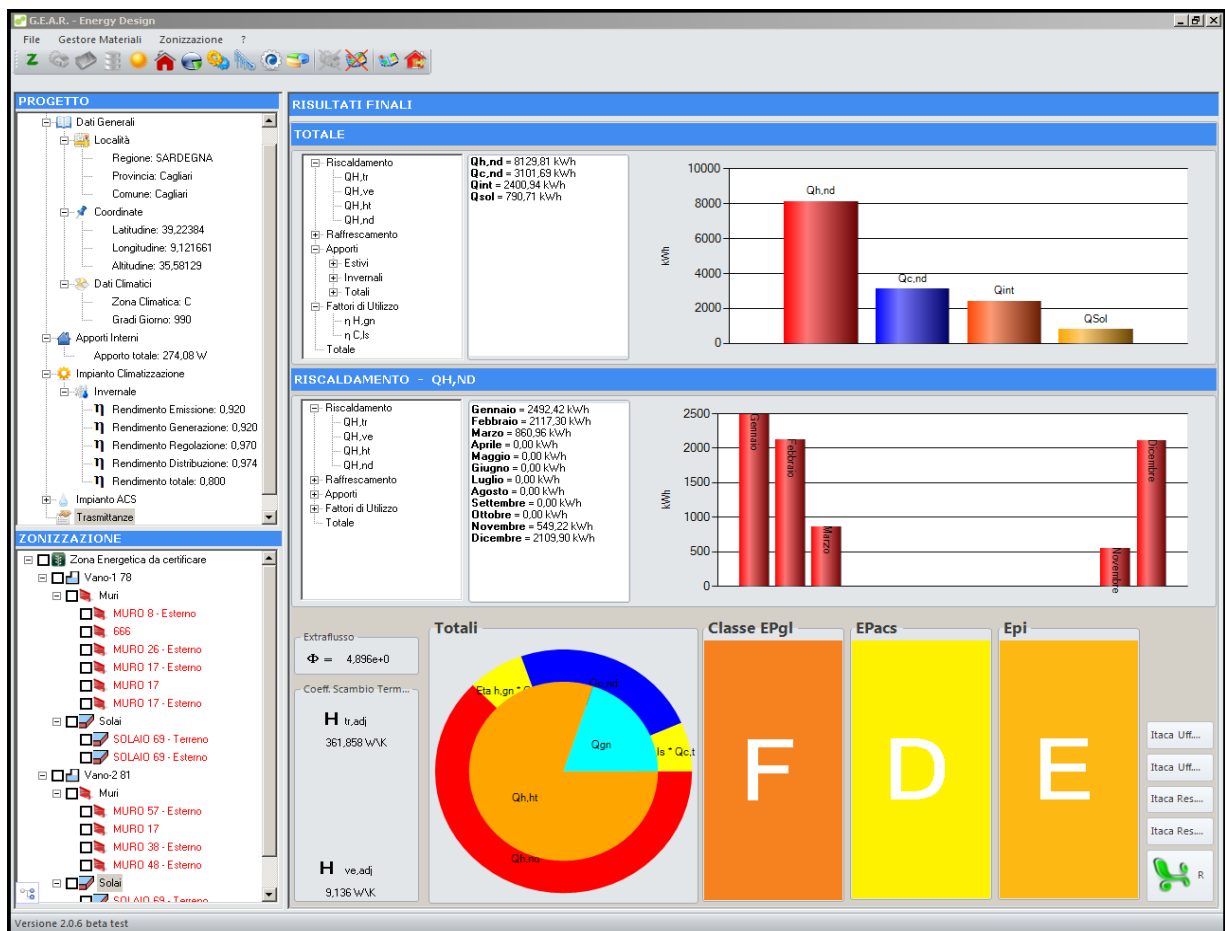 G.E.A.R. - Energy Design
File Gestore Materiali Zonizzazione ?
Z
PROGETTO
Dati Generali
Località
Regione: SARDEGNA
Provincia: Cagliari
Comune: Cagliari
Coordinate
Latitudine: 39,22384
Longitudine: 9,121661
Altitudine: 35,58129
Dati Climatici
Zona Climatica: C
Gradi Giorno: 990
Apporti Interni
Apporto totale: 274,08 W
Impianto Climatizzazione
Invernale
η Rendimento Emissione: 0,920
η Rendimento Generazione: 0,920
η Rendimento Regolazione: 0,970
η Rendimento Distribuzione: 0,974
η Rendimento totale: 0,800
Impianto ACS
Trasmittanze
ZONIZZAZIONE
Zona Energetica da certificare
Vano-1 78
Muri
MURO 8 - Esterno
666
MURO 26 - Esterno
MURO 17 - Esterno
MURO 17
MURO 17 - Esterno
Solai
SOLAIO 69 - Terreno
SOLAIO 69 - Esterno
Vano-2 81
Muri
MURO 57 - Esterno
MURO 17
MURO 38 - Esterno
MURO 48 - Esterno
Solai
SOLAIO 69 - Terreno
RISULTATI FINALI
TOTALE
Riscaldamento
QH,tr
QH,ve
QH,ht
QH,nd
Raffrescamento
Apporti
Estivi
Invernali
Totali
Fattori di Utilizzo
η H,gn
η C,ls
Totale
Qh,nd = 8129,81 kWh
Qc,nd = 3101,69 kWh
Qint = 2400,94 kWh
Qsol = 790,71 kWh
10000
8000
6000
4000
2000
0
kWh
Qh,nd
Qc,nd
Qint
QSol
RISCALDAMENTO - QH,ND
Riscaldamento
QH,tr
QH,ve
QH,ht
QH,nd
Raffrescamento
Apporti
Fattori di Utilizzo
Totale
Gennaio = 2492,42 kWh
Febbraio = 2117,30 kWh
Marzo = 860,96 kWh
Aprile = 0,00 kWh
Maggio = 0,00 kWh
Giugno = 0,00 kWh
Luglio = 0,00 kWh
Agosto = 0,00 kWh
Settembre = 0,00 kWh
Ottobre = 0,00 kWh
Novembre = 549,22 kWh
Dicembre = 2109,90 kWh
2500
2000
1500
1000
500
0
kWh
Gennaio
Febbraio
Marzo
Novembre
Dicembre
Extraflusso
Φ = 4,896e+0
Coeff. Scambio Term...
H tr,adj
361,858 W\K
H ve,adj
9,136 W\K
Totali
Eta h,gn *
Qgn
ls * Qc,t
Qh,ht
Classe EPgl
F
EPacs
D
Epi
E
Itaca Uff....
Itaca Uff....
Itaca Res....
Itaca Res....
R
Versione 2.0.6 beta test